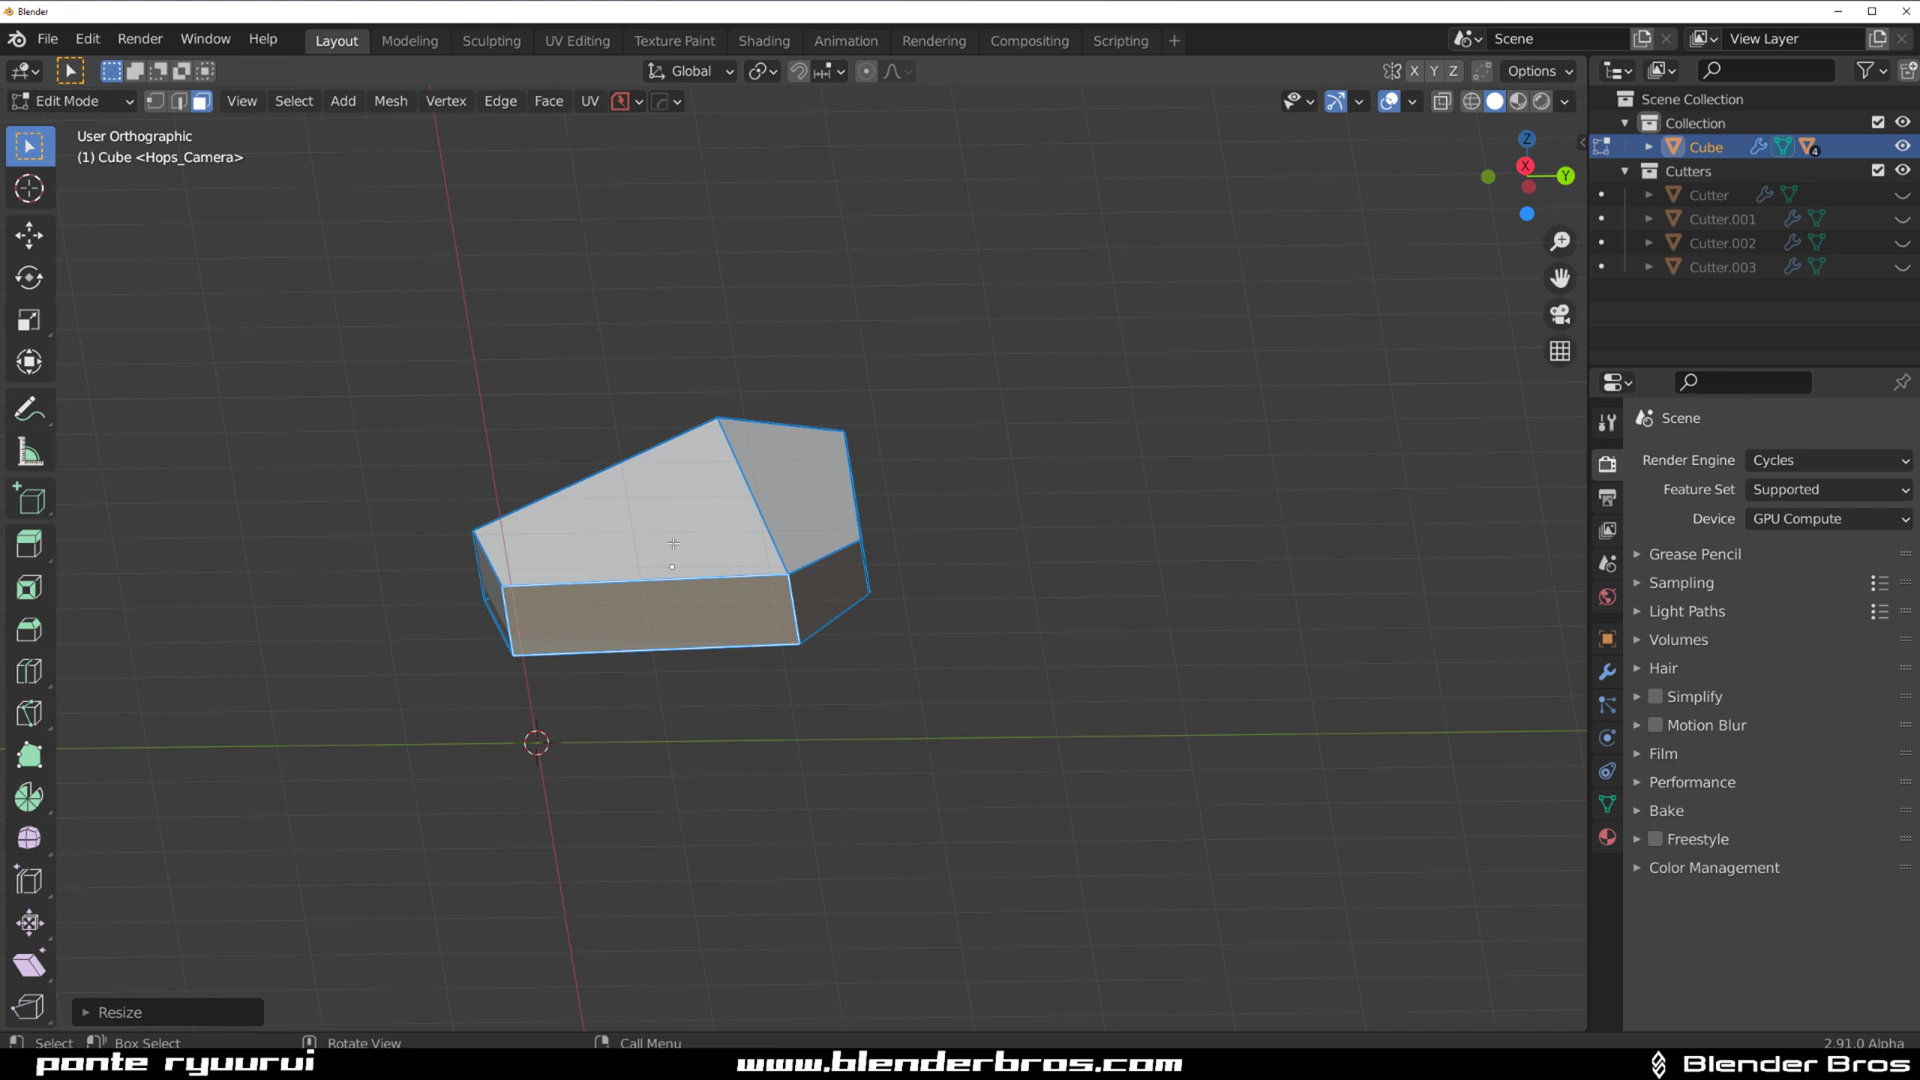 Blender
File Edit Render Window Help Layout Modeling Sculpting UV Editing Texture Paint Shading Animation Rendering Compositing Scripting + Scene View Layer
Global X Y Z Options
Edit Mode View Select Add Mesh Vertex Edge Face UV
User Orthographic
(1) Cube <Hops_Camera>
Z
X
Y
Scene Collection
Collection
Cube 4
Cutters
Cutter
Cutter.001
Cutter.002
Cutter.003
Scene
Render Engine Cycles
Feature Set Supported
Device GPU Compute
Grease Pencil
Sampling
Light Paths
Volumes
Hair
Simplify
Motion Blur
Film
Performance
Bake
Freestyle
Color Management
Resize
Select Box Select Rotate View Call Menu 2.91.0 Alpha
ponte ryuurui www.blenderbros.com Blender Bros